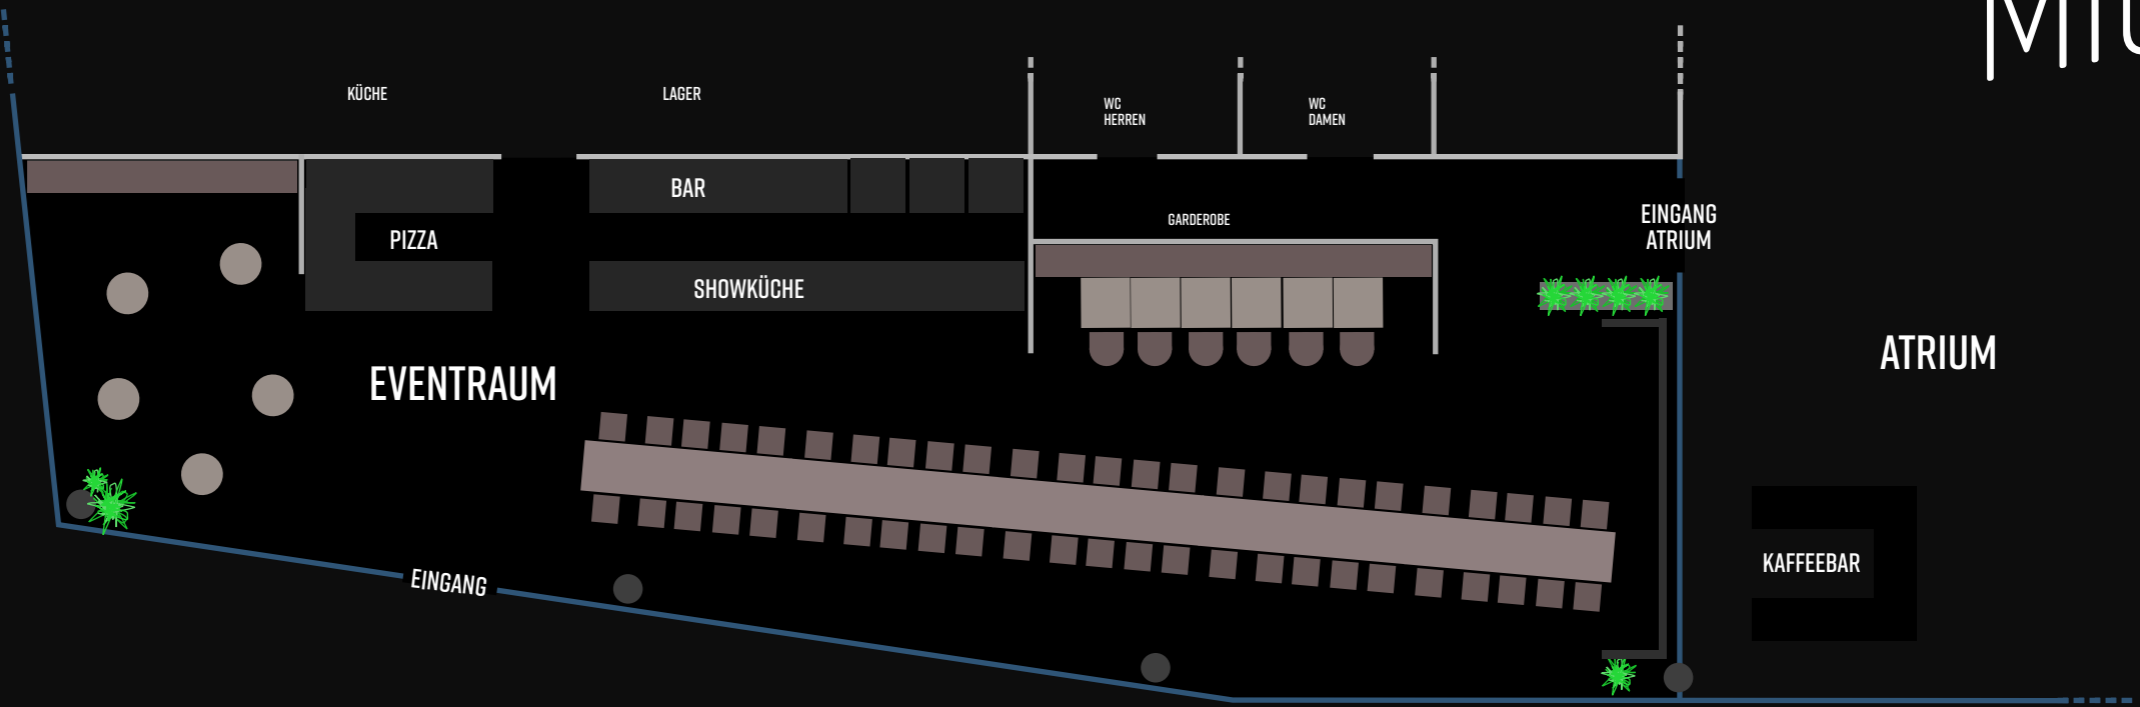 KÜCHE
LAGER
WC
HERREN
WC
DAMEN
BAR
PIZZA
SHOWKÜCHE
GARDEROBE
EINGANG
ATRIUM
EVENTRAUM
ATRIUM
EINGANG
KAFFEEBAR